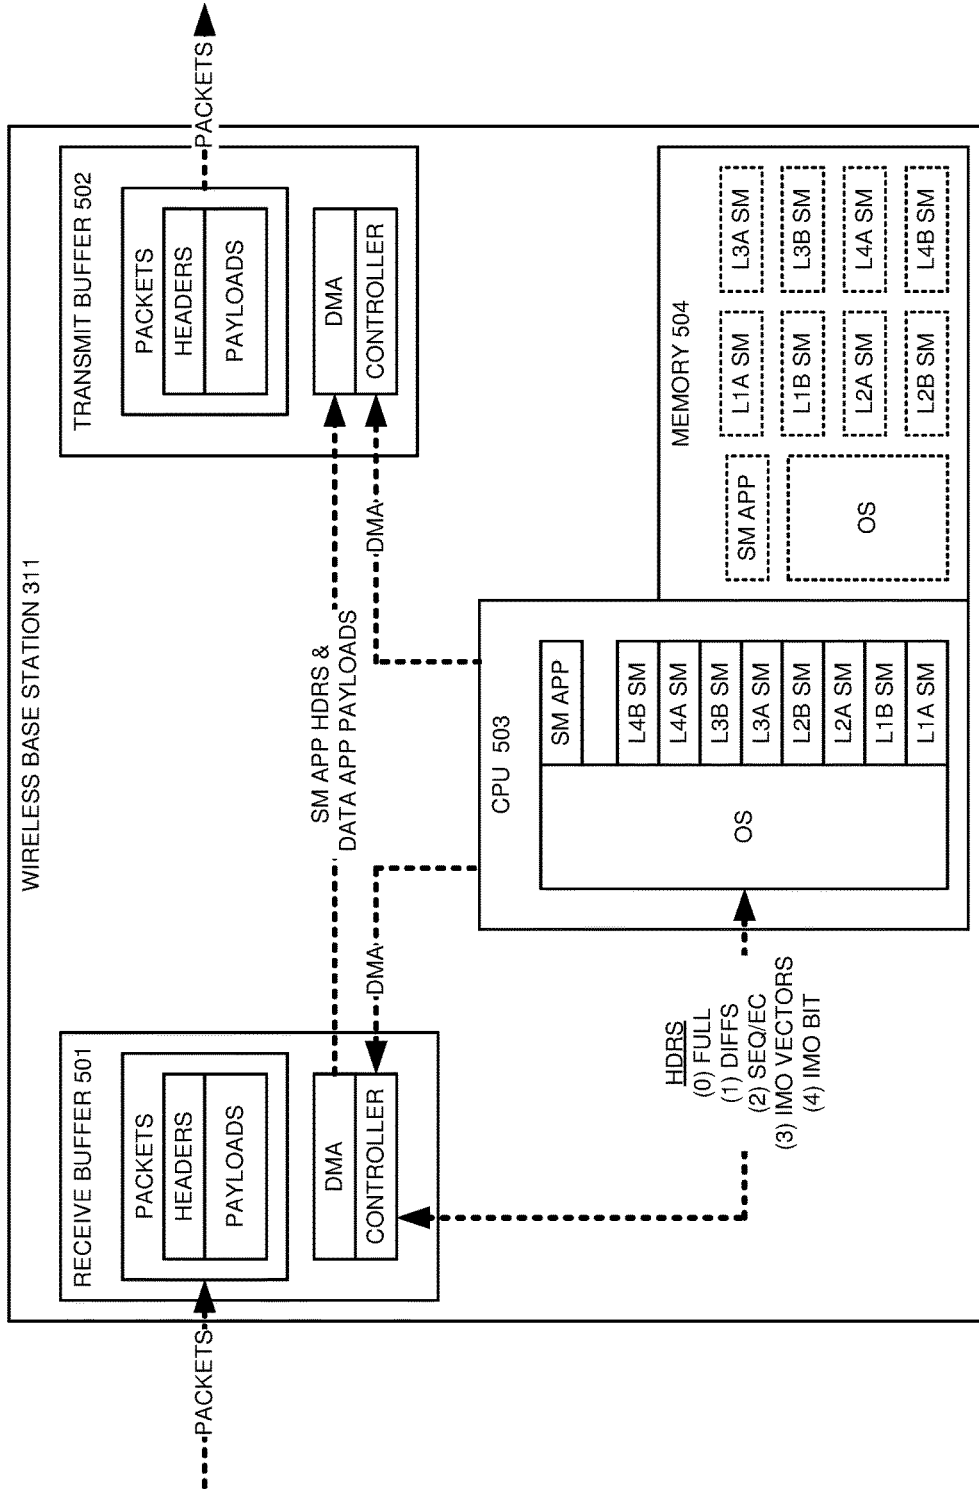 WIRELESS BASE STATION 311
RECEIVE BUFFER 501
PACKETS
PACKETS
HEADERS
PAYLOADS
DMA
CONTROLLER
TRANSMIT BUFFER 502
PACKETS
HEADERS
PAYLOADS
DMA
CONTROLLER
PACKETS
SM APP HDRS &
DATA APP PAYLOADS
DMA
DMA
HDRS
(0) FULL
(1) DIFFS
(2) SEQ/EC
(3) IMO VECTORS
(4) IMO BIT
CPU 503
OS
SM APP
L4B SM
L4A SM
L3B SM
L3A SM
L2B SM
L2A SM
L1B SM
L1A SM
MEMORY 504
SM APP
OS
L1A SM
L1B SM
L2A SM
L2B SM
L3A SM
L3B SM
L4A SM
L4B SM